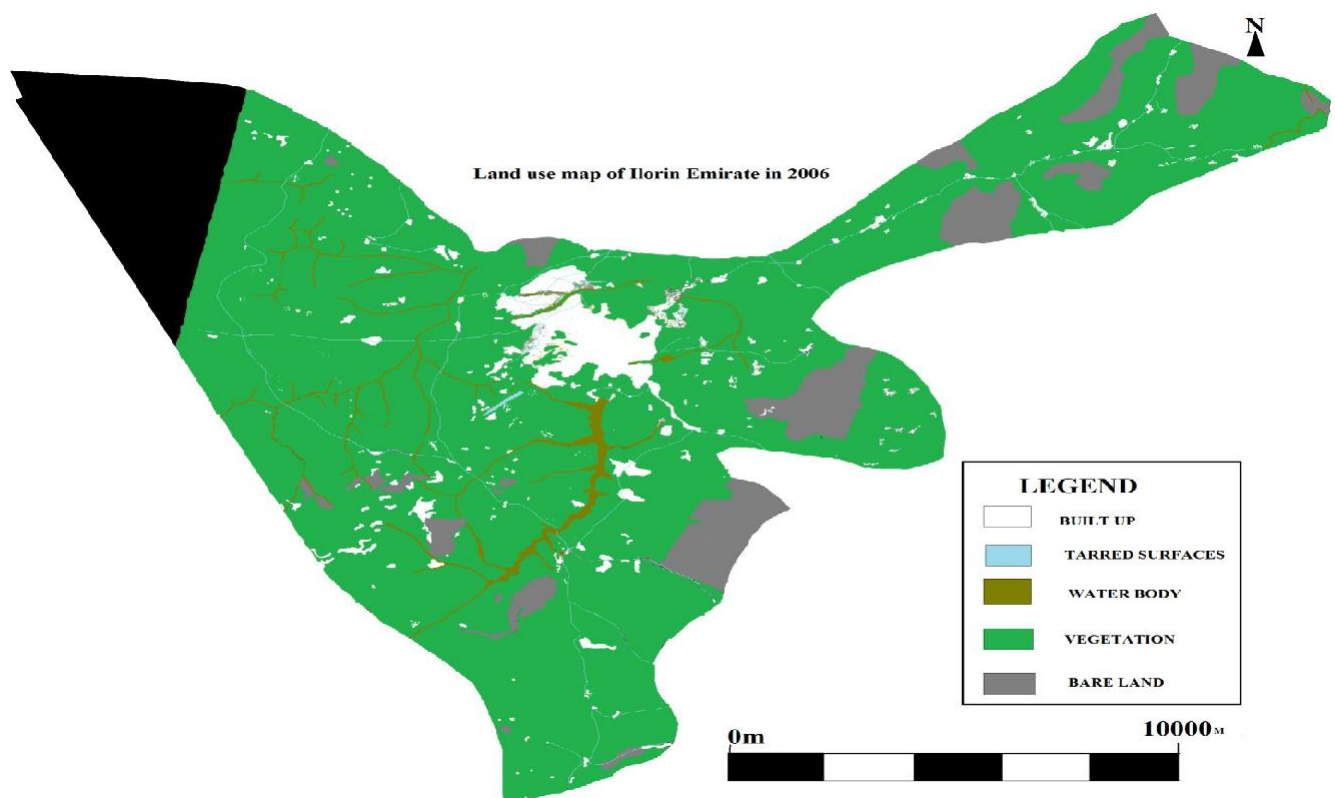 N
Land use map of Ilorin Emirate in 2006
LEGEND
BUILT UP
TARRED SURFACES
WATER BODY
VEGETATION
BARE LAND
0m
10000M